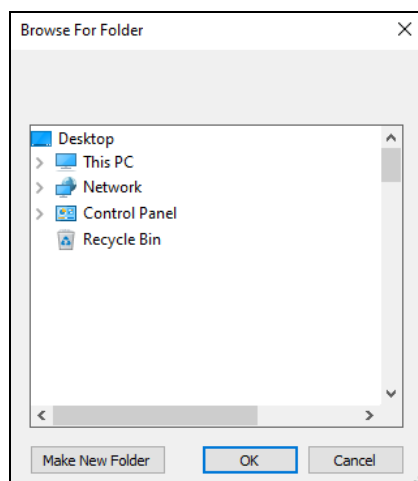 Browse For Folder
Desktop
This PC
Network
Control Panel
Recycle Bin
Make New Folder OK Cancel